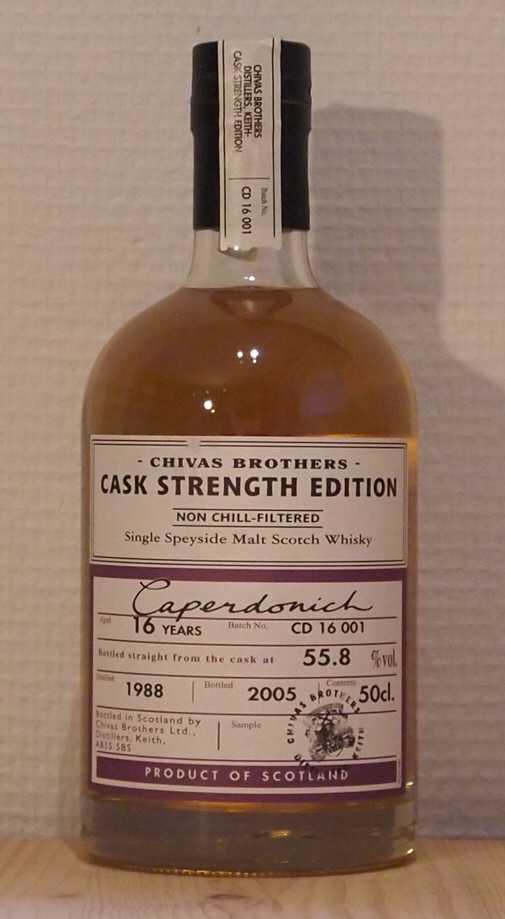 CHIVAS BROTHERS
DISTILLERS, KEITH-
CASK STRENGTH EDITION
Batch No.
CD 16 001
- CHIVAS BROTHERS -
CASK STRENGTH EDITION
NON CHILL-FILTERED
Single Speyside Malt Scotch Whisky
Caperdonich
Aged 16 YEARS Batch No. CD 16 001
Bottled straight from the cask at 55.8 %vol.
Distilled 1988 Bottled 2005 Contents 50cl.
Bottled in Scotland by
Chivas Brothers Ltd.,
Distillers, Keith,
AB55 5BS
Sample
CHIVAS BROTHERS KEITH
PRODUCT OF SCOTLAND